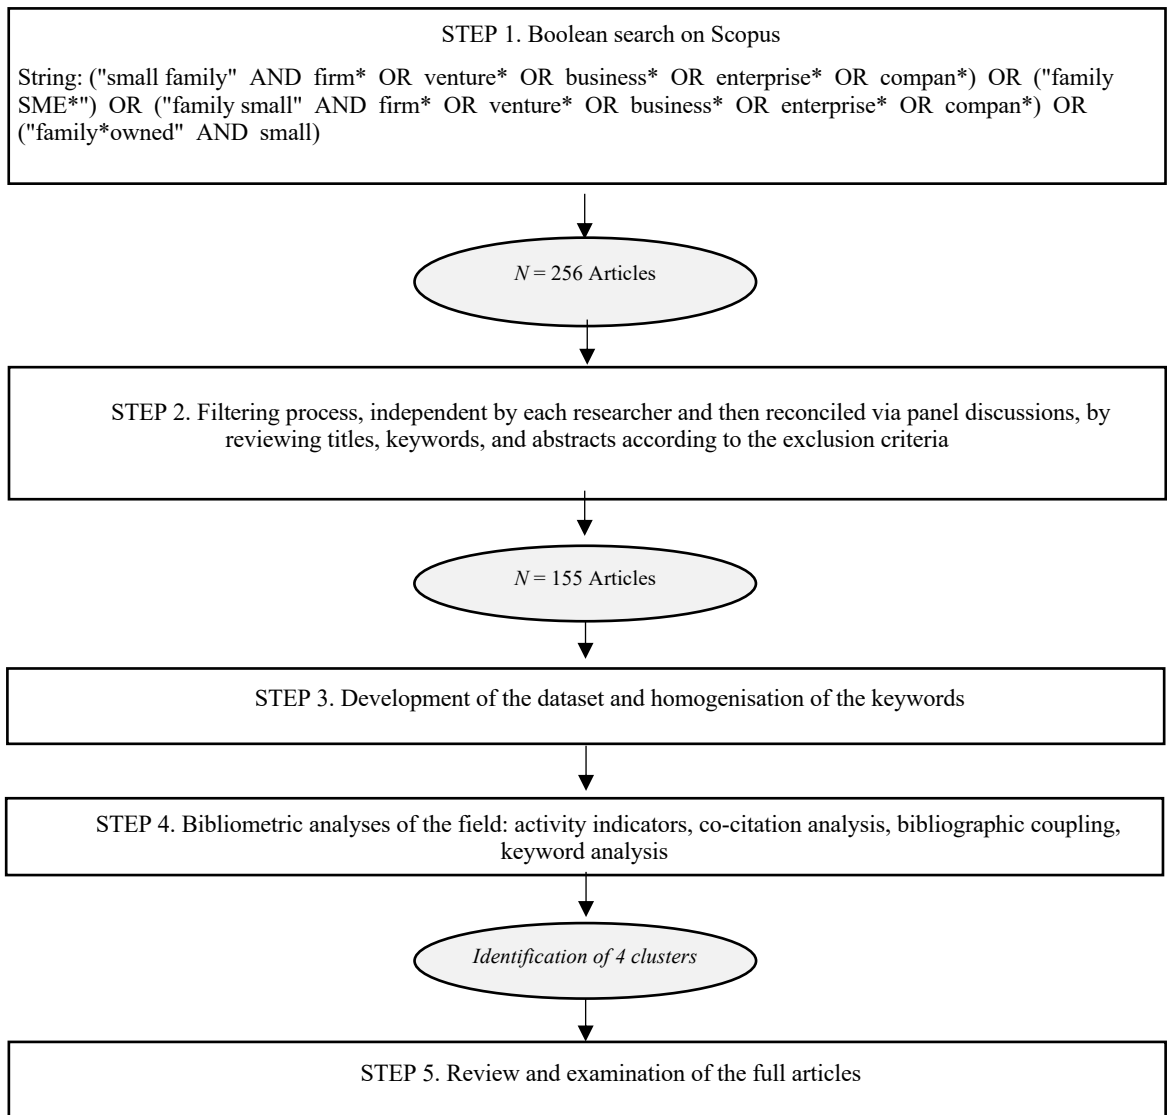 STEP 1. Boolean search on Scopus
String: ("small family" AND firm* OR venture* OR business* OR enterprise* OR compan*) OR ("family
SME*") OR ("family small" AND firm* OR venture* OR business* OR enterprise* OR compan*) OR
("family*owned" AND small)
N = 256 Articles
STEP 2. Filtering process, independent by each researcher and then reconciled via panel discussions, by
reviewing titles, keywords, and abstracts according to the exclusion criteria
N = 155 Articles
STEP 3. Development of the dataset and homogenisation of the keywords
STEP 4. Bibliometric analyses of the field: activity indicators, co-citation analysis, bibliographic coupling,
keyword analysis
Identification of 4 clusters
STEP 5. Review and examination of the full articles